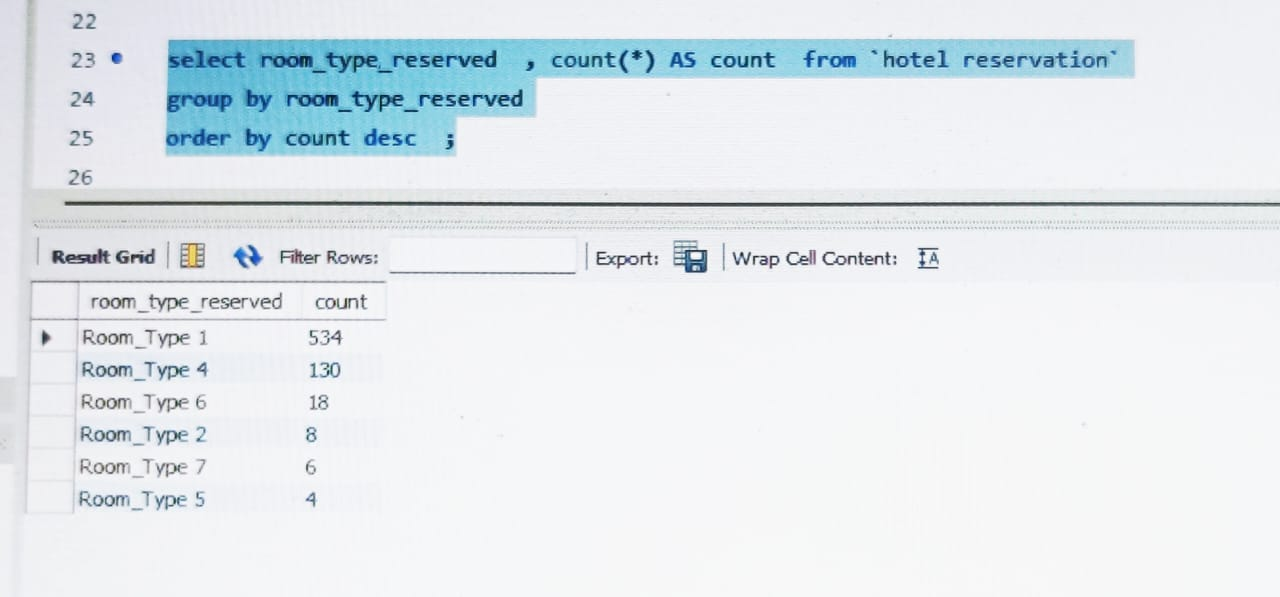 22
23 select room_type_reserved , count(*) AS count from `hotel reservation`
24 group by room_type_reserved
25 order by count desc ;
26
Result Grid Filter Rows: Export: Wrap Cell Content: IA
room_type_reserved count
Room_Type 1 534
Room_Type 4 130
Room_Type 6 18
Room_Type 2 8
Room_Type 7 6
Room_Type 5 4